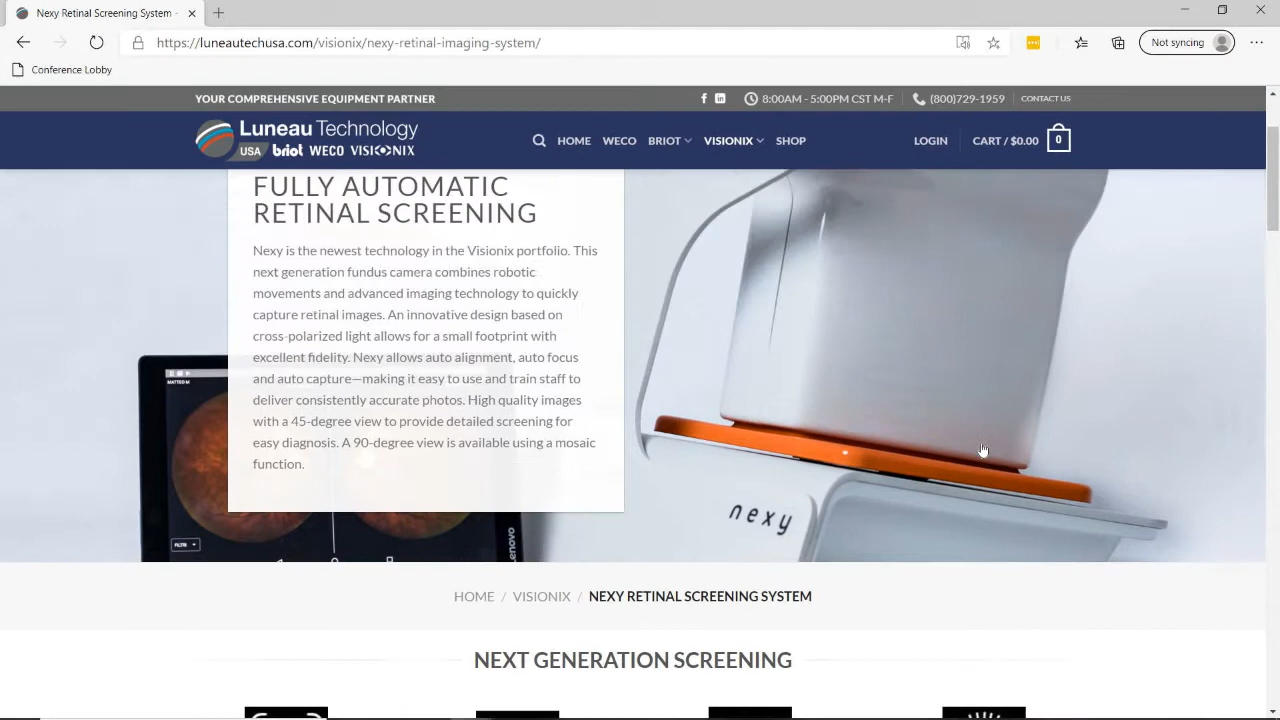 Nexy Retinal Screening System -
https://luneautechusa.com/visionix/nexy-retinal-imaging-system/
Not syncing
Conference Lobby
YOUR COMPREHENSIVE EQUIPMENT PARTNER
8:00AM - 5:00PM CST M-F
(800)729-1959
CONTACT US
Luneau Technology
USA briot WECO VISIONIX
HOME
WECO
BRIOT
VISIONIX
SHOP
LOGIN
CART / $0.00
0
FULLY AUTOMATIC
RETINAL SCREENING
Nexy is the newest technology in the Visionix portfolio. This
next generation fundus camera combines robotic
movements and advanced imaging technology to quickly
capture retinal images. An innovative design based on
cross-polarized light allows for a small footprint with
excellent fidelity. Nexy allows auto alignment, auto focus
and auto capture—making it easy to use and train staff to
deliver consistently accurate photos. High quality images
with a 45-degree view to provide detailed screening for
easy diagnosis. A 90-degree view is available using a mosaic
function.
MATTEO M
FILTRI
lenovo
nexy
HOME / VISIONIX / NEXY RETINAL SCREENING SYSTEM
NEXT GENERATION SCREENING